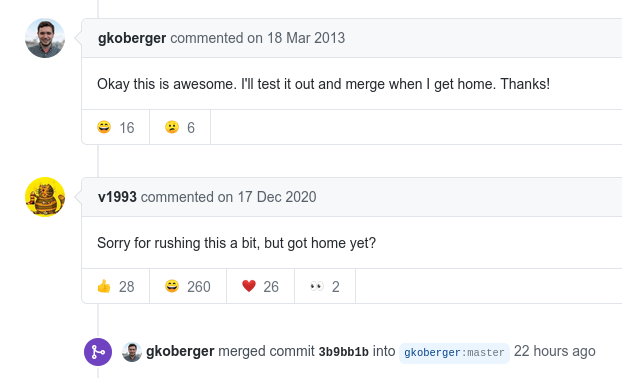 gkoberger commented on 18 Mar 2013
Okay this is awesome. I'll test it out and merge when I get home. Thanks!
😄 16 😕 6
v1993 commented on 17 Dec 2020
Sorry for rushing this a bit, but got home yet?
👍 28 😄 260 ❤️ 26 👀 2
gkoberger merged commit 3b9bb1b into gkoberger:master 22 hours ago